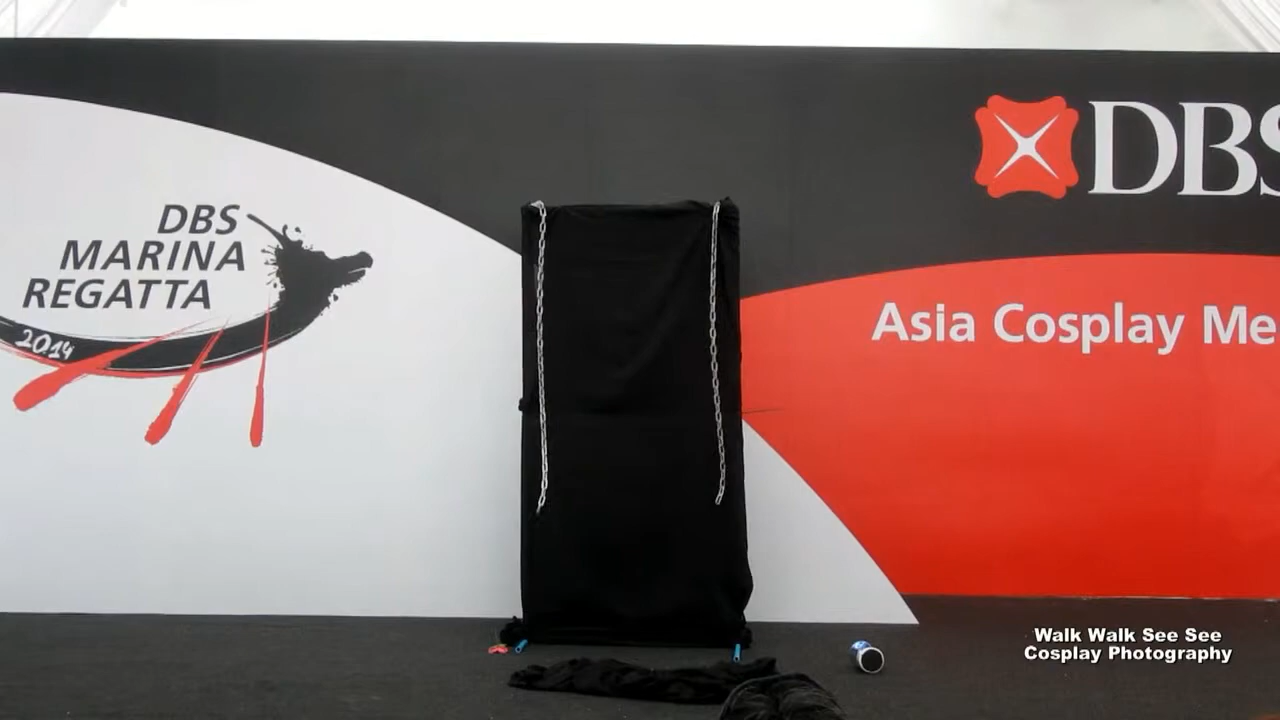 DBS
MARINA
REGATTA
2014
DBS
Asia Cosplay Me
Walk Walk See See
Cosplay Photography